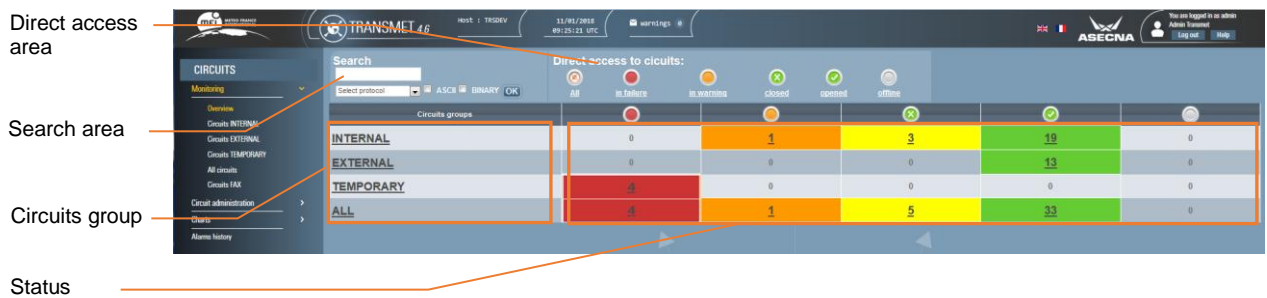 Direct access
area
Search area
Circuits group
Status
mfi METEO FRANCE
INTERNATIONAL
TRANSMET 4.6
Host : TRSDEV
11/01/2018
09:25:21 UTC
warnings 0
ASECNA
You are logged in as admin
Admin Transmet
Log out Help
CIRCUITS
Monitoring
Overview
Circuits INTERNAL
Circuits EXTERNAL
Circuits TEMPORARY
All circuits
Circuits FAX
Circuit administration
Charts
Alarms history
Search
Select protocol ASCII BINARY OK
Direct access to cicuits:
All in failure in warning closed opened offline
Circuits groups
INTERNAL 0 1 3 19 0
EXTERNAL 0 0 0 13 0
TEMPORARY 4 0 0 0 0
ALL 4 1 5 33 0